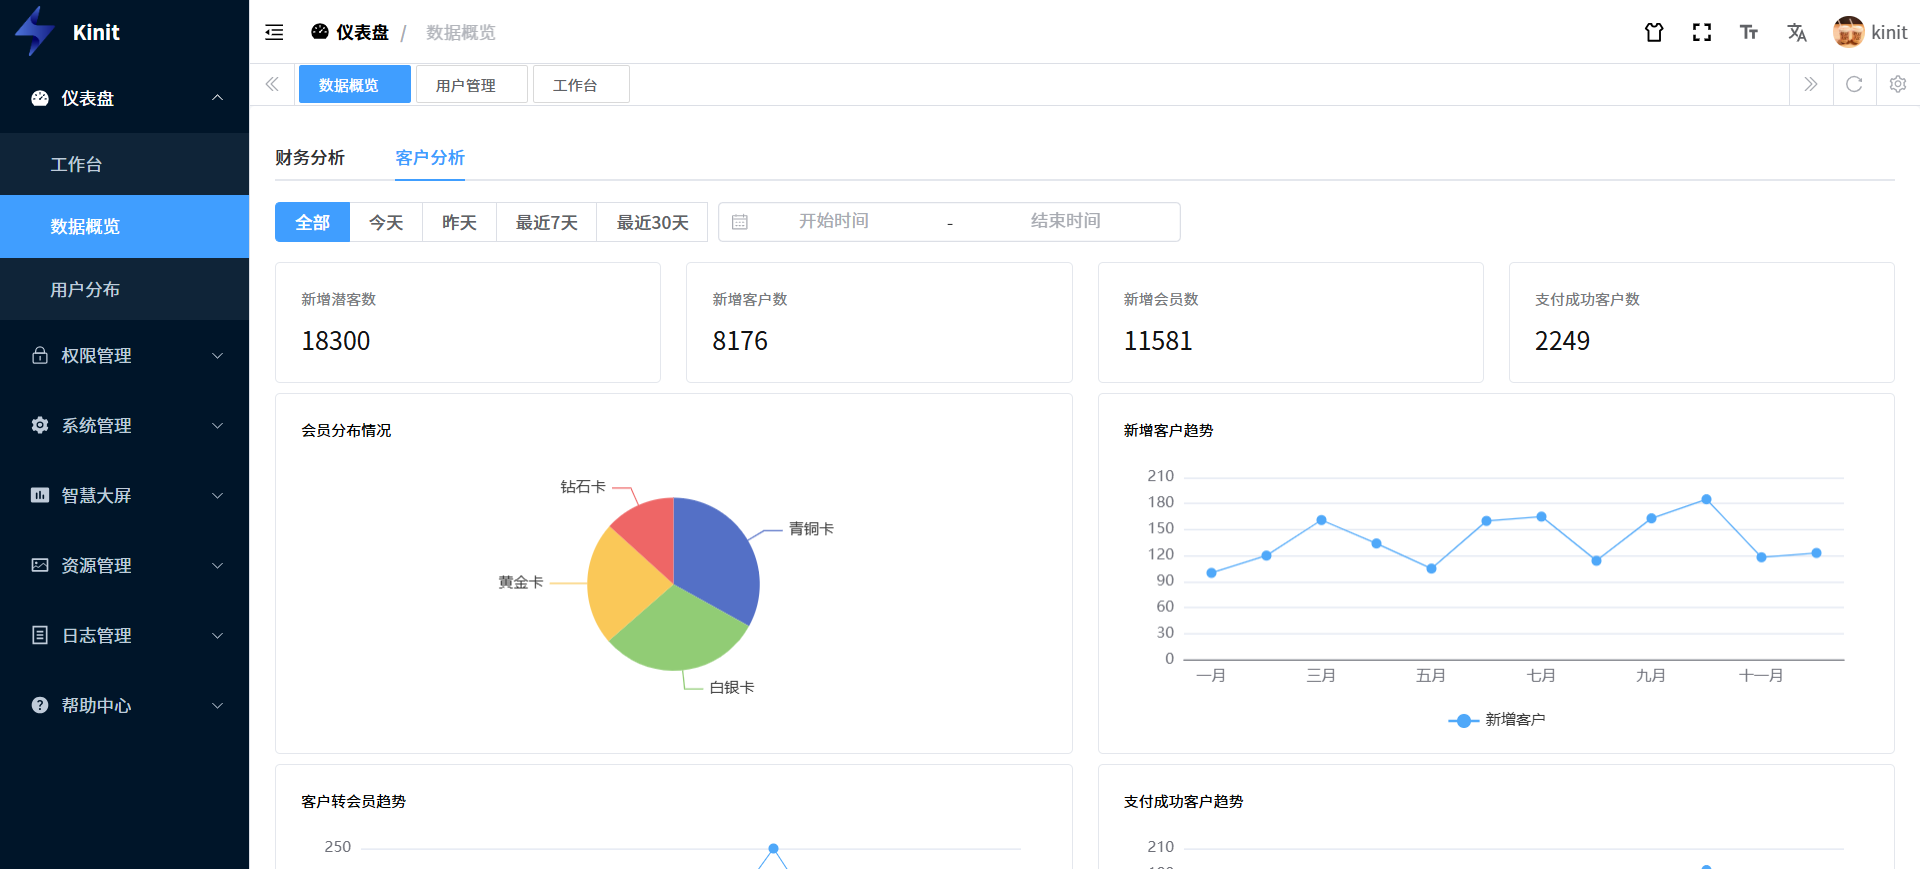 Kinit
仪表盘
工作台
数据概览
用户分布
权限管理
系统管理
智慧大屏
资源管理
日志管理
帮助中心
仪表盘 / 数据概览
kinit
数据概览 用户管理 工作台
财务分析 客户分析
全部 今天 昨天 最近7天 最近30天 开始时间 - 结束时间
新增潜客数
18300
新增客户数
8176
新增会员数
11581
支付成功客户数
2249
会员分布情况
钻石卡
青铜卡
黄金卡
白银卡
新增客户趋势
210
180
150
120
90
60
30
0
一月 三月 五月 七月 九月 十一月
新增客户
客户转会员趋势
250
支付成功客户趋势
210